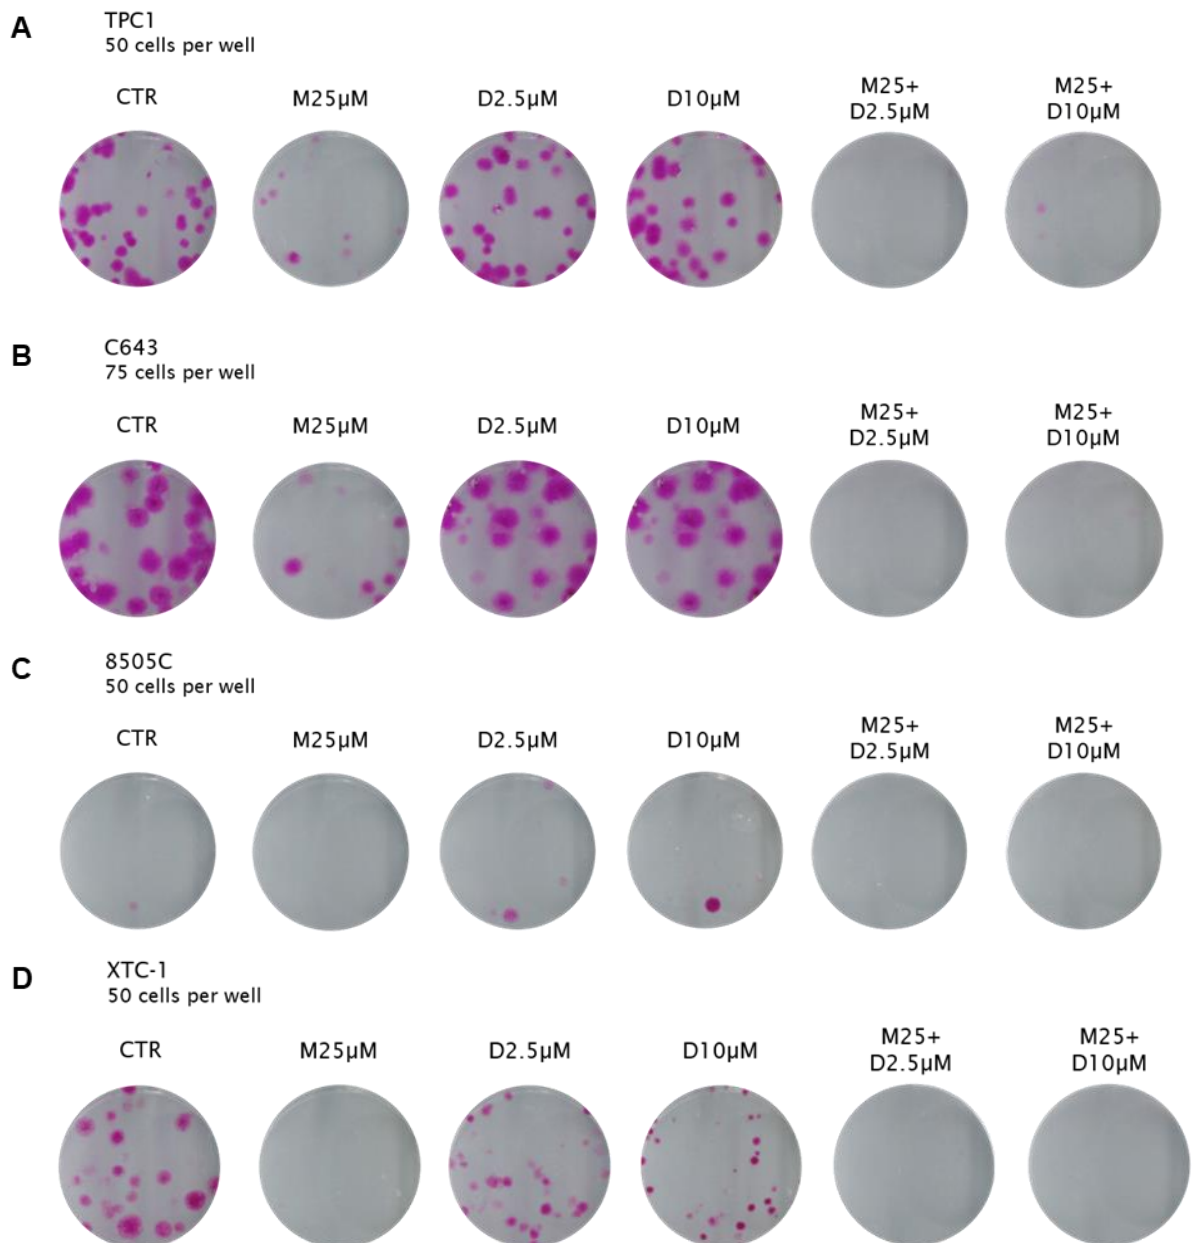 A
TPC1
50 cells per well
CTR
M25µM
D2.5µM
D10µM
M25+
D2.5µM
M25+
D10µM
B
C643
75 cells per well
CTR
M25µM
D2.5µM
D10µM
M25+
D2.5µM
M25+
D10µM
C
8505C
50 cells per well
CTR
M25µM
D2.5µM
D10µM
M25+
D2.5µM
M25+
D10µM
D
XTC-1
50 cells per well
CTR
M25µM
D2.5µM
D10µM
M25+
D2.5µM
M25+
D10µM